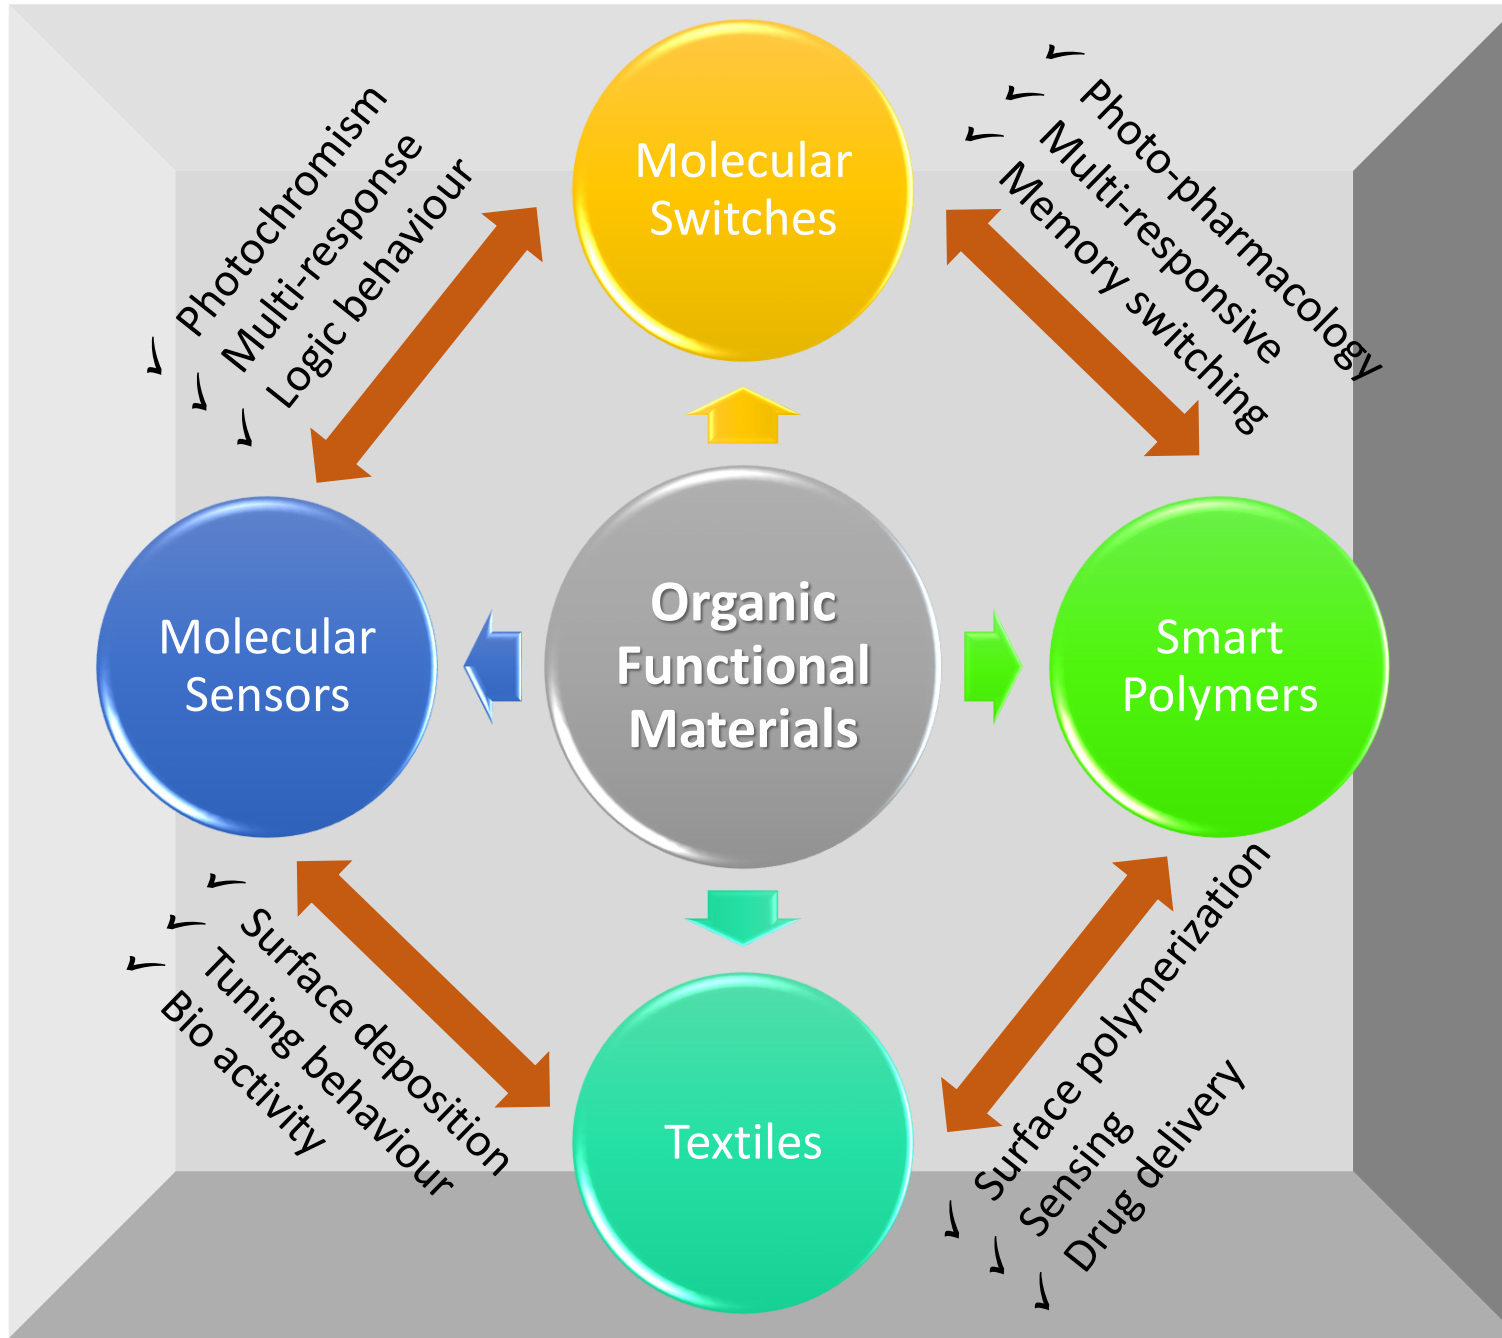 Molecular
Switches
✓ Photochromism
✓ Multi-response
✓ Logic behaviour
✓ Photo-pharmacology
✓ Multi-responsive
✓ Memory switching
Molecular
Sensors
Organic
Functional
Materials
Smart
Polymers
✓ Surface deposition
✓ Tuning behaviour
✓ Bio activity
✓ Surface polymerization
✓ Sensing
✓ Drug delivery
Textiles